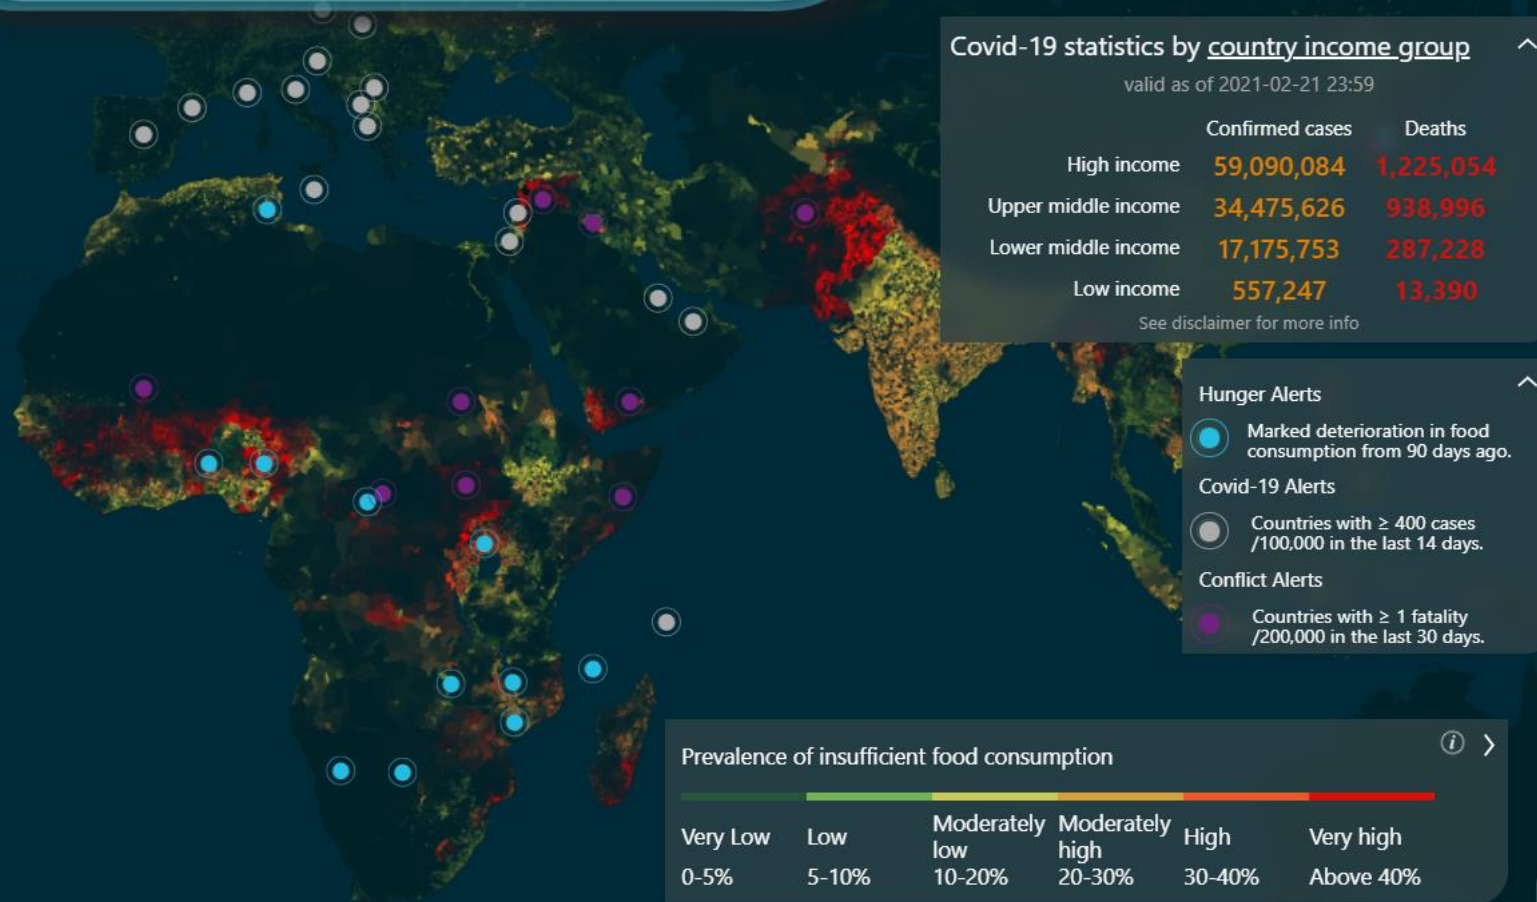 Covid-19 statistics by country income group
valid as of 2021-02-21 23:59
Confirmed cases Deaths
High income 59,090,084 1,225,054
Upper middle income 34,475,626 938,996
Lower middle income 17,175,753 287,228
Low income 557,247 13,390
See disclaimer for more info
Hunger Alerts
Marked deterioration in food
consumption from 90 days ago.
Covid-19 Alerts
Countries with ≥ 400 cases
/100,000 in the last 14 days.
Conflict Alerts
Countries with ≥ 1 fatality
/200,000 in the last 30 days.
Prevalence of insufficient food consumption
i
Very Low
0-5%
Low
5-10%
Moderately
low
10-20%
Moderately
high
20-30%
High
30-40%
Very high
Above 40%